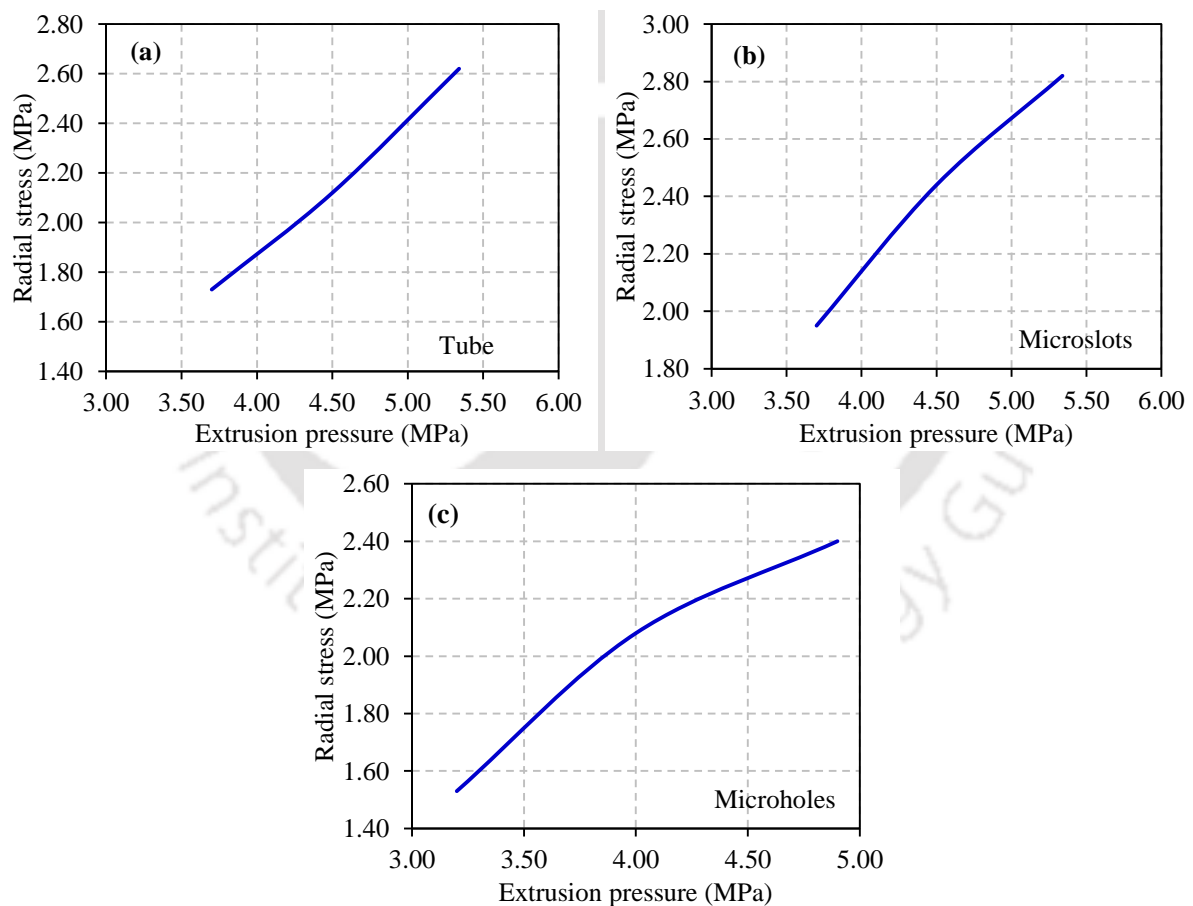 (a)
Radial stress (MPa)
2.80
2.60
2.40
2.20
2.00
1.80
1.60
1.40
Tube
3.00 3.50 4.00 4.50 5.00 5.50 6.00
Extrusion pressure (MPa)
(b)
Radial stress (MPa)
3.00
2.80
2.60
2.40
2.20
2.00
1.80
Microslots
3.00 3.50 4.00 4.50 5.00 5.50 6.00
Extrusion pressure (MPa)
(c)
Radial stress (MPa)
2.60
2.40
2.20
2.00
1.80
1.60
1.40
Microholes
3.00 3.50 4.00 4.50 5.00
Extrusion pressure (MPa)